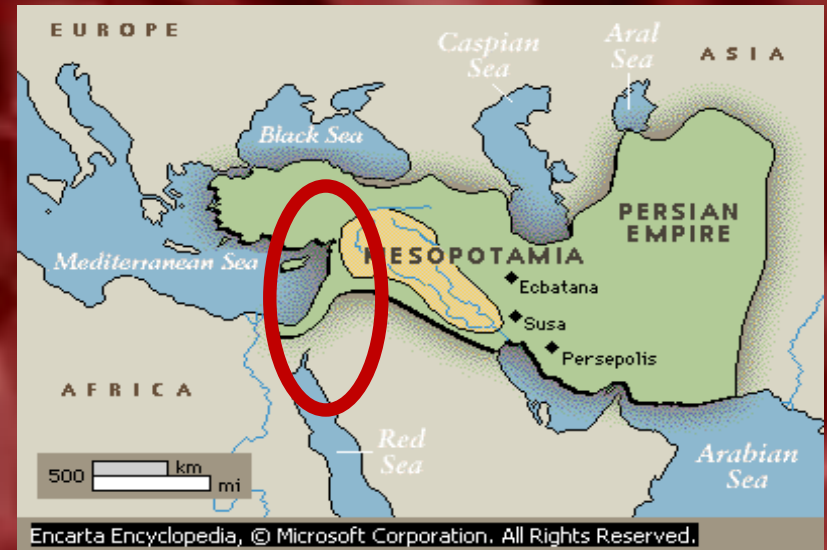 EUROPE
Caspian
Sea
Aral
Sea
ASIA
Black Sea
PERSIAN
EMPIRE
MESOPOTAMIA
Mediterranean Sea
Ecbatana
Susa
Persepolis
AFRICA
Red
Sea
Arabian
Sea
500 km
mi
Encarta Encyclopedia, © Microsoft Corporation. All Rights Reserved.